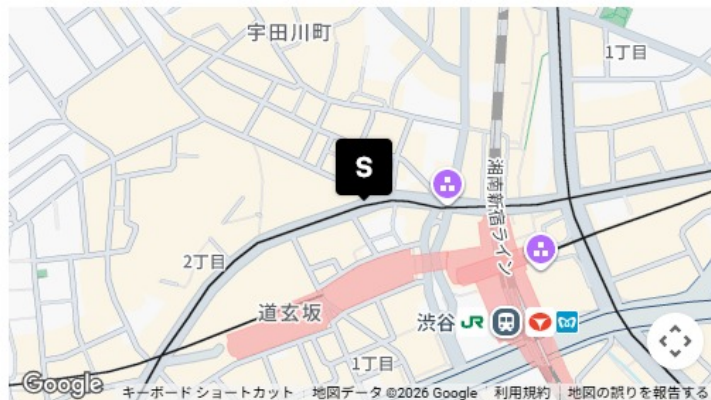 宇田川町
1丁目
S
湘南新宿ライン
2丁目
道玄坂
渋谷 JR
1丁目
Google
キーボード ショートカット 地図データ ©2026 Google 利用規約 地図の誤りを報告する